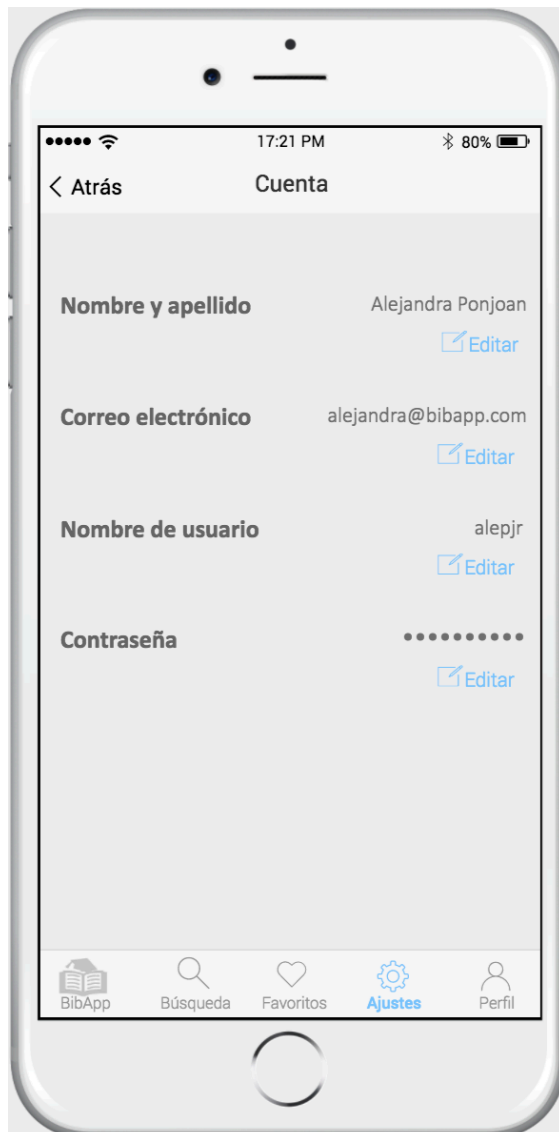 17:21 PM 80%
Atrás Cuenta
Nombre y apellido Alejandra Ponjoan
Editar
Correo electrónico alejandra@bibapp.com
Editar
Nombre de usuario alepjr
Editar
Contraseña ••••••••••
Editar
BibApp Búsqueda Favoritos Ajustes Perfil